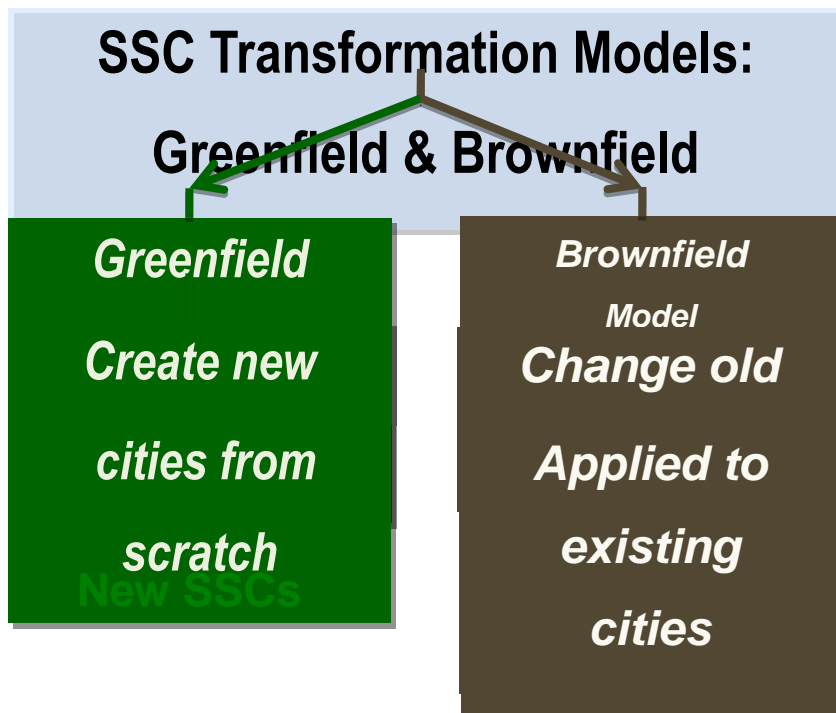 SSC Transformation Models:
Greenfield & Brownfield
Greenfield
Create new
cities from
scratch
New SSCs
Brownfield
Model
Change old
Applied to
existing
cities